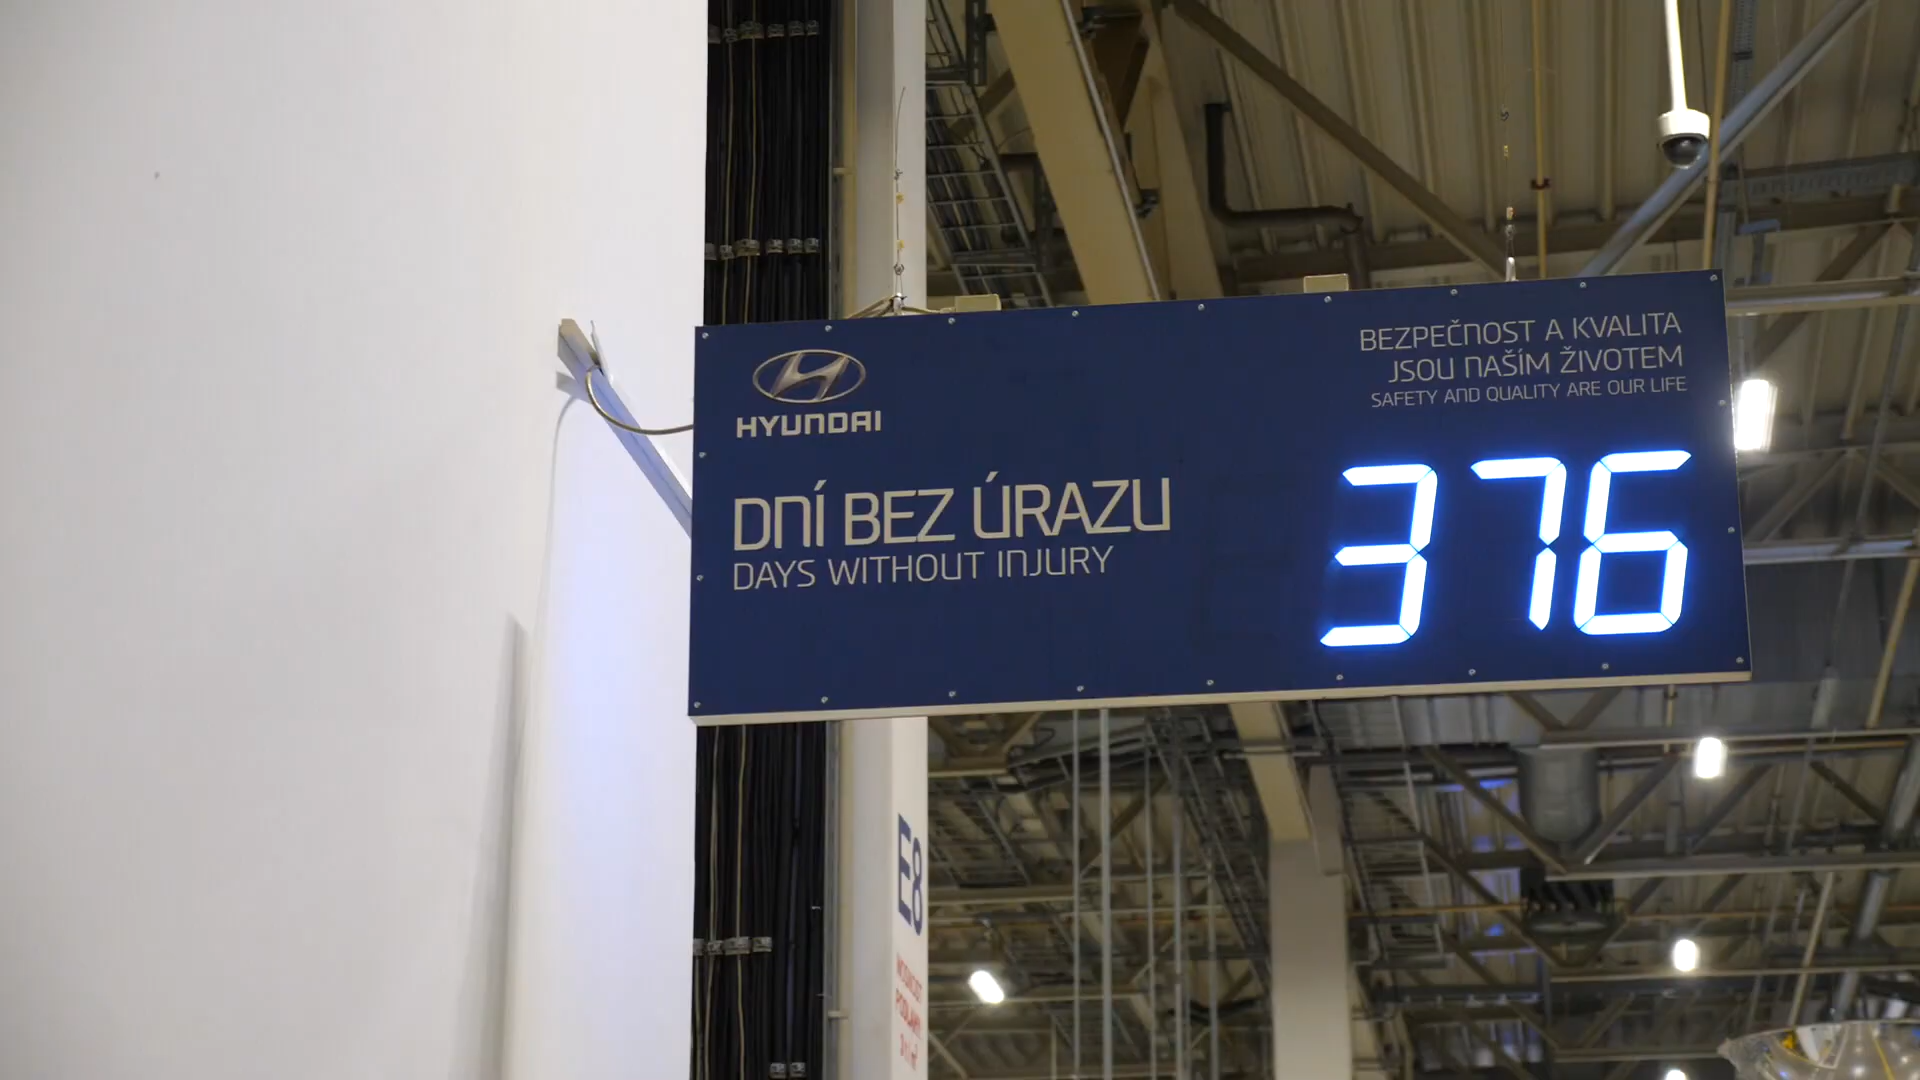 HYUNDAI
BEZPEČNOST A KVALITA
JSOU NAŠÍM ŽIVOTEM
SAFETY AND QUALITY ARE OUR LIFE
DNÍ BEZ ÚRAZU
DAYS WITHOUT INJURY
376
E8